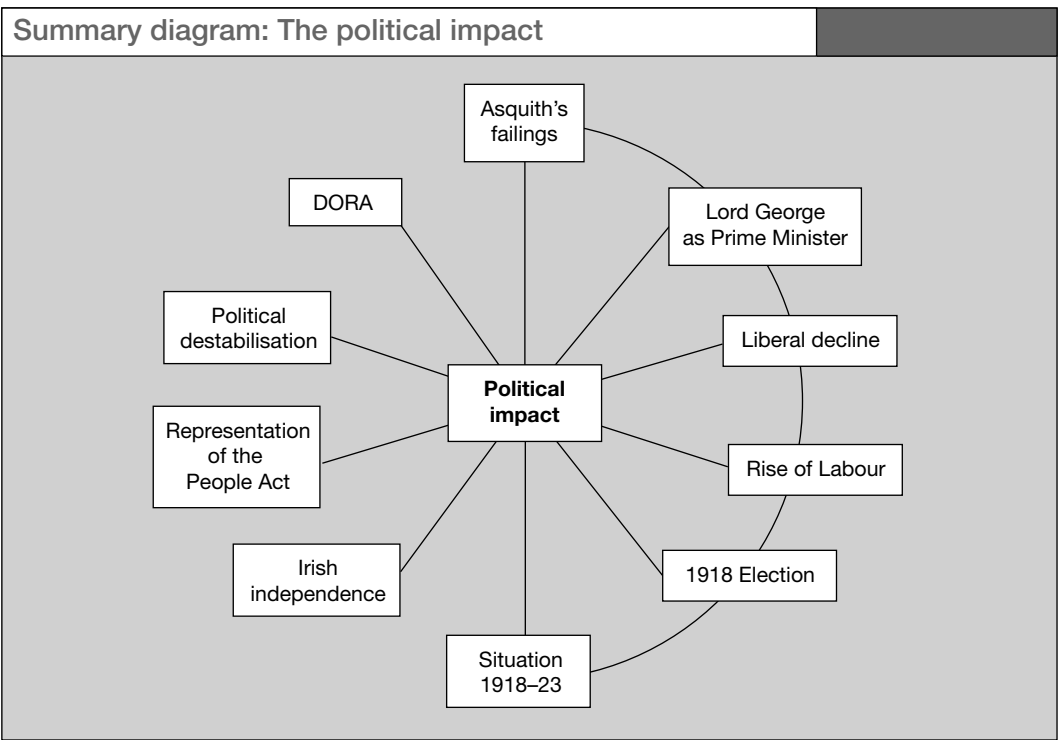 Summary diagram: The political impact
Asquith's
failings
DORA
Lord George
as Prime Minister
Political
destabilisation
Liberal decline
Political
impact
Representation
of the
People Act
Rise of Labour
Irish
independence
1918 Election
Situation
1918–23